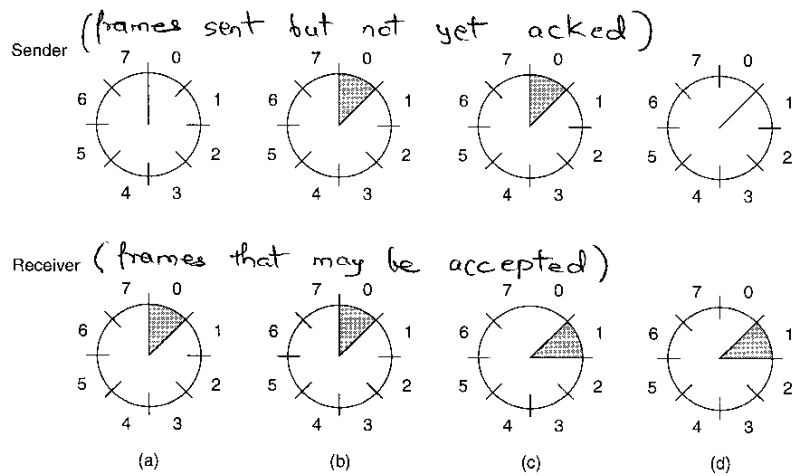 (frames sent but not yet acked)
Sender
7 0 7 0 7 0 7 0
6 1 6 1 6 1 6 1
5 2 5 2 5 2 5 2
4 3 4 3 4 3 4 3
Receiver (frames that may be accepted)
7 0 7 0 7 0 7 0
6 1 6 1 6 1 6 1
5 2 5 2 5 2 5 2
4 3 4 3 4 3 4 3
(a) (b) (c) (d)